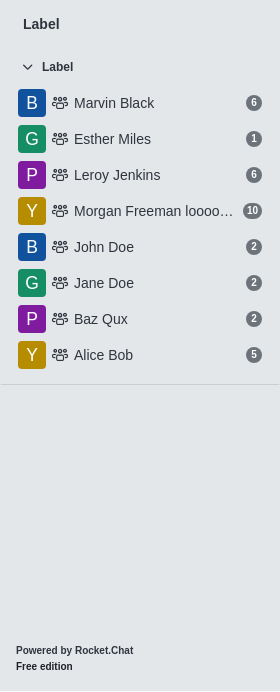 Label
Label
B Marvin Black 6
G Esther Miles 1
P Leroy Jenkins 6
Y Morgan Freeman loooo… 10
B John Doe 2
G Jane Doe 2
P Baz Qux 2
Y Alice Bob 5
Powered by Rocket.Chat
Free edition